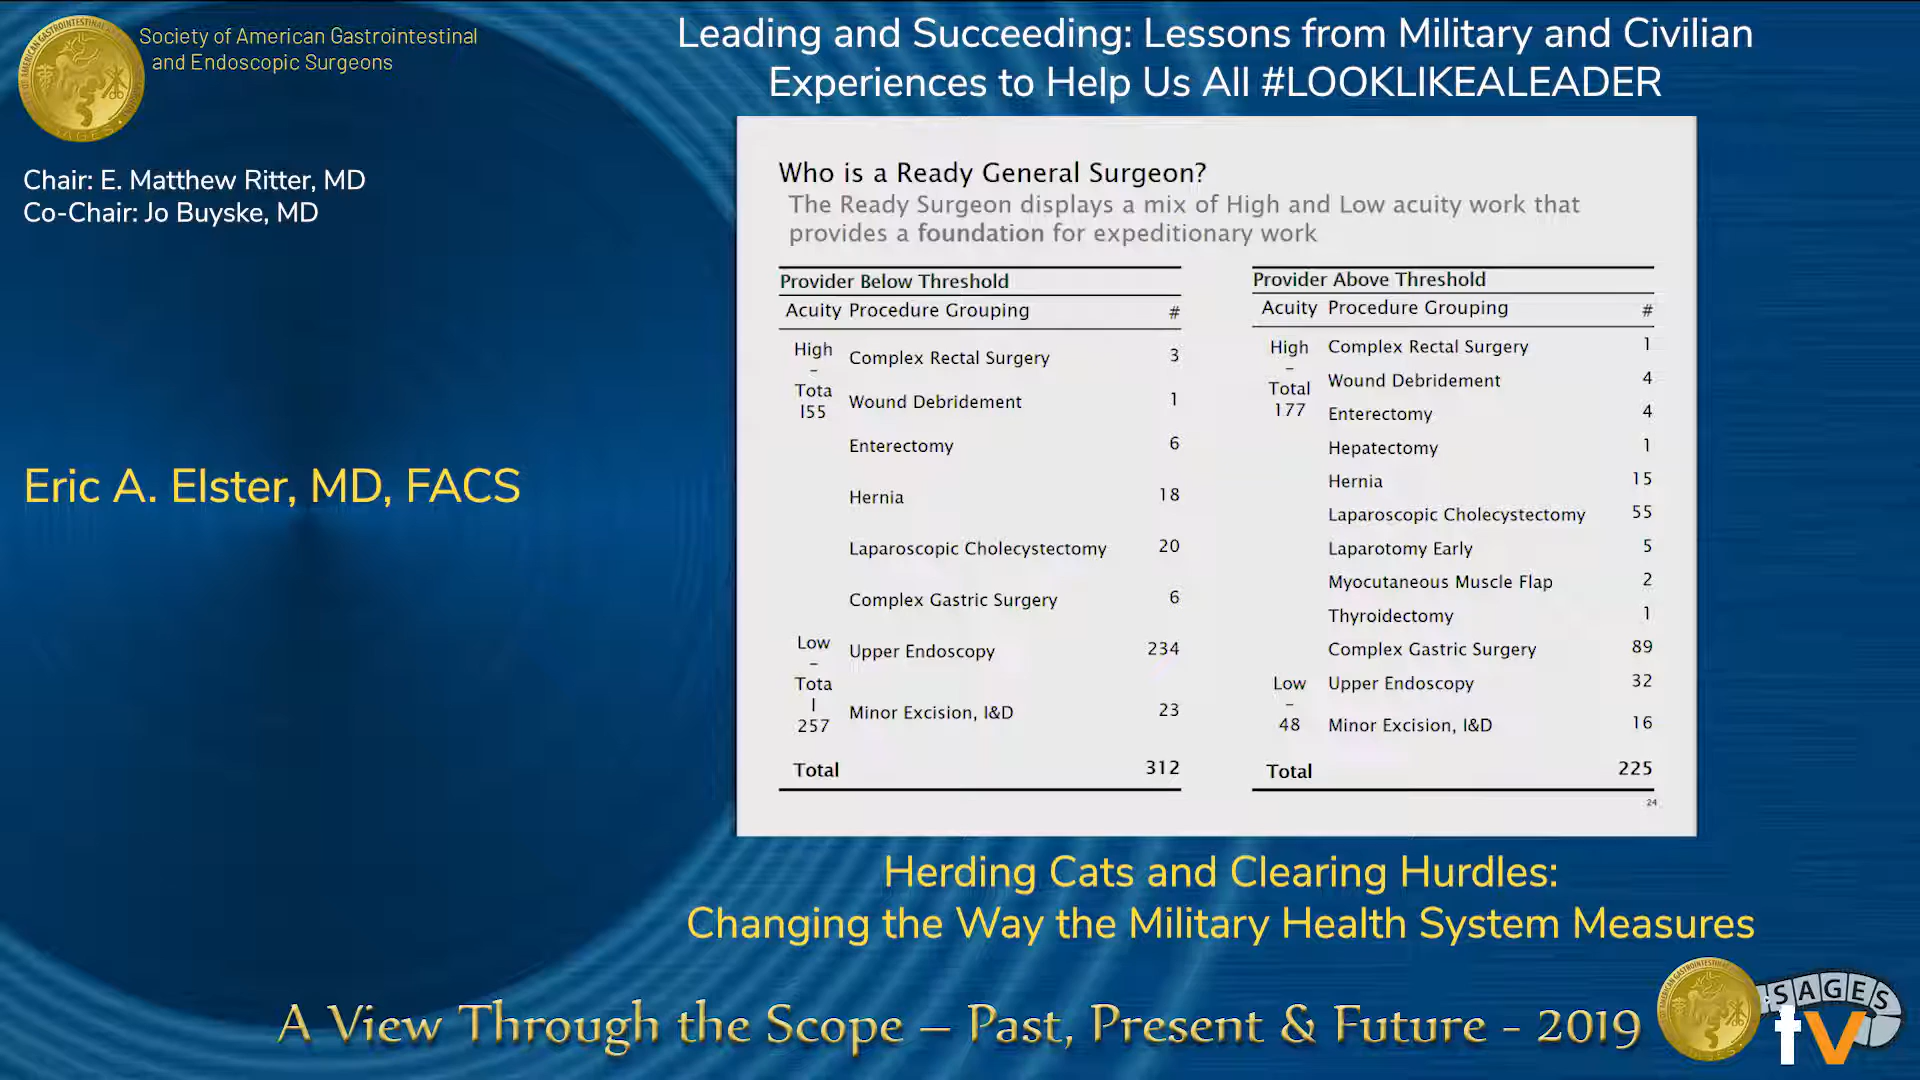 Society of American Gastrointestinal
and Endoscopic Surgeons
Leading and Succeeding: Lessons from Military and Civilian
Experiences to Help Us All #LOOKLIKEALEADER
Chair: E. Matthew Ritter, MD
Co-Chair: Jo Buyske, MD
Eric A. Elster, MD, FACS
Who is a Ready General Surgeon?
The Ready Surgeon displays a mix of High and Low acuity work that
provides a foundation for expeditionary work
Provider Below Threshold
Acuity Procedure Grouping #
High
–
Tota
l55
Complex Rectal Surgery 3
Wound Debridement 1
Enterectomy 6
Hernia 18
Laparoscopic Cholecystectomy 20
Complex Gastric Surgery 6
Low
–
Tota
l
257
Upper Endoscopy 234
Minor Excision, I&D 23
Total 312
Provider Above Threshold
Acuity Procedure Grouping #
High
–
Total
177
Complex Rectal Surgery 1
Wound Debridement 4
Enterectomy 4
Hepatectomy 1
Hernia 15
Laparoscopic Cholecystectomy 55
Laparotomy Early 5
Myocutaneous Muscle Flap 2
Thyroidectomy 1
Complex Gastric Surgery 89
Low
–
48
Upper Endoscopy 32
Minor Excision, I&D 16
Total 225
24
Herding Cats and Clearing Hurdles:
Changing the Way the Military Health System Measures
A View Through the Scope – Past, Present & Future - 2019
SAGES
tv